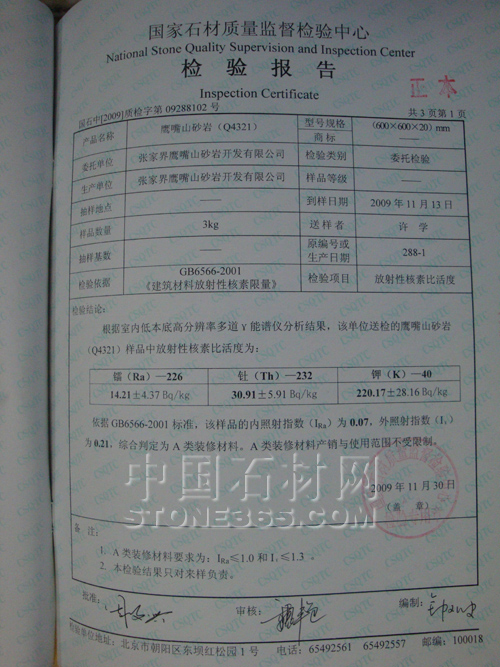 国家石材质量监督检验中心
National Stone Quality Supervision and Inspection Center
检验报告
正本
Inspection Certificate
国石中[2009]质检字第 09288102 号
共 3 页第 1 页
产品名称 鹰嘴山砂岩（Q4321） 型号规格 (600×600×20) mm
商标 ——
委托单位 张家界鹰嘴山砂岩开发有限公司 检验类别 委托检验
生产单位 张家界鹰嘴山砂岩开发有限公司 样品等级 ——
抽样地点 —— 到样日期 2009 年 11 月 13 日
样品数量 3kg 送样者 许 学
抽样基数 —— 原编号或生产日期 288-1
检验依据 GB6566-2001 《建筑材料放射性核素限量》 检验项目 放射性核素比活度
检验结论：
根据室内低本底高分辨率多道 γ 能谱仪分析结果，该单位送检的鹰嘴山砂岩
（Q4321）样品中放射性核素比活度为：
镭（Ra）—226 钍（Th）—232 钾（K）—40
14.21±4.37 Bq/kg 30.91±5.91 Bq/kg 220.17±28.16 Bq/kg
依据 GB6566-2001 标准，该样品的内照射指数（IRa）为 0.07，外照射指数（Iγ）
为 0.21，综合判定为 A 类装修材料。A 类装修材料产销与使用范围不受限制。
中国石材网
STONE365.COM
2009 年 11 月 30 日
（盖 章）
备 注：
1. A 类装修材料要求为：IRa≤1.0 和 Iγ≤1.3 。
2. 本检验结果只对来样负责。
批准： 审核： 编制：
检验单位地址：北京市朝阳区东坝红松园 1 号 电话：65492561 65492557 邮编：100018